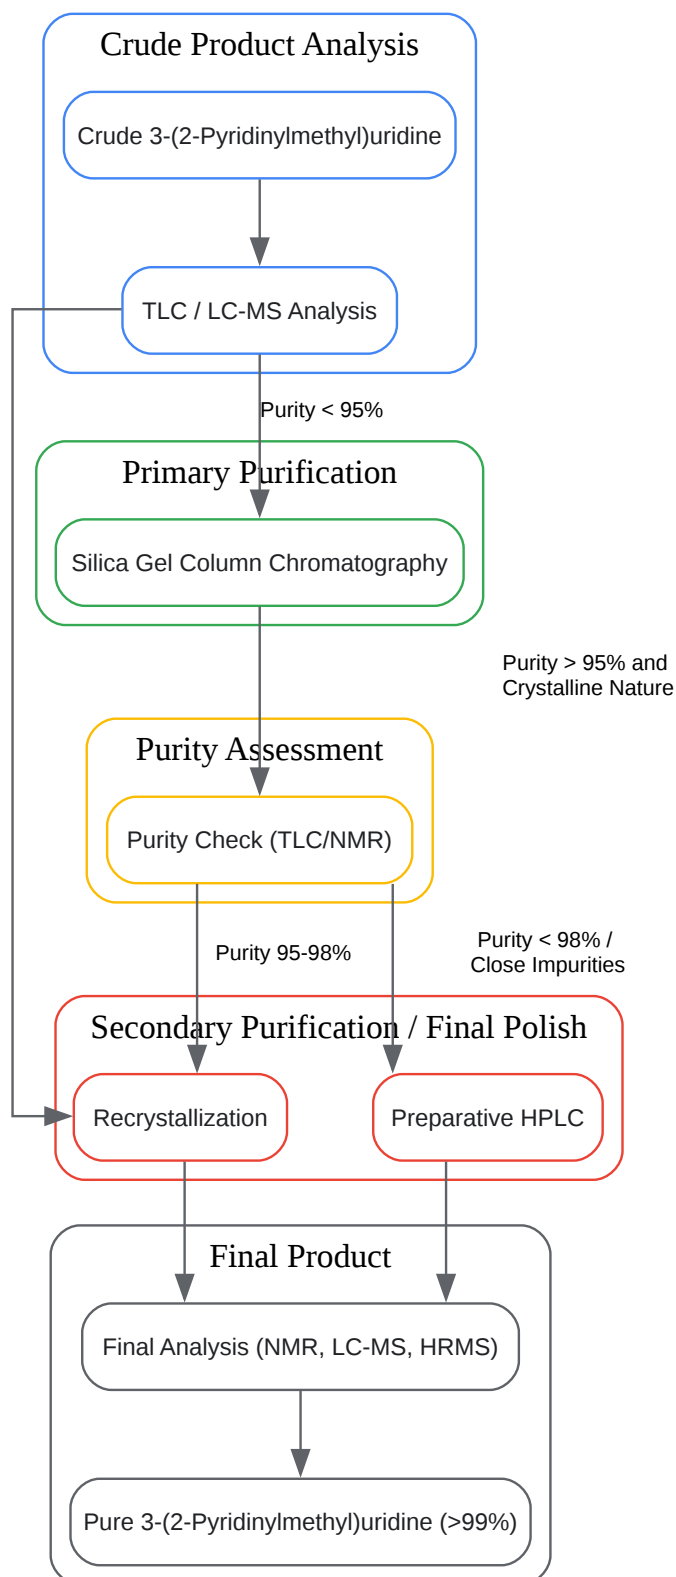 Crude Product Analysis
Crude 3-(2-Pyridinylmethyl)uridine
TLC / LC-MS Analysis
Purity < 95%
Primary Purification
Silica Gel Column Chromatography
Purity > 95% and
Crystalline Nature
Purity Assessment
Purity Check (TLC/NMR)
Purity 95-98%
Purity < 98% /
Close Impurities
Secondary Purification / Final Polish
Recrystallization
Preparative HPLC
Final Product
Final Analysis (NMR, LC-MS, HRMS)
Pure 3-(2-Pyridinylmethyl)uridine (>99%)